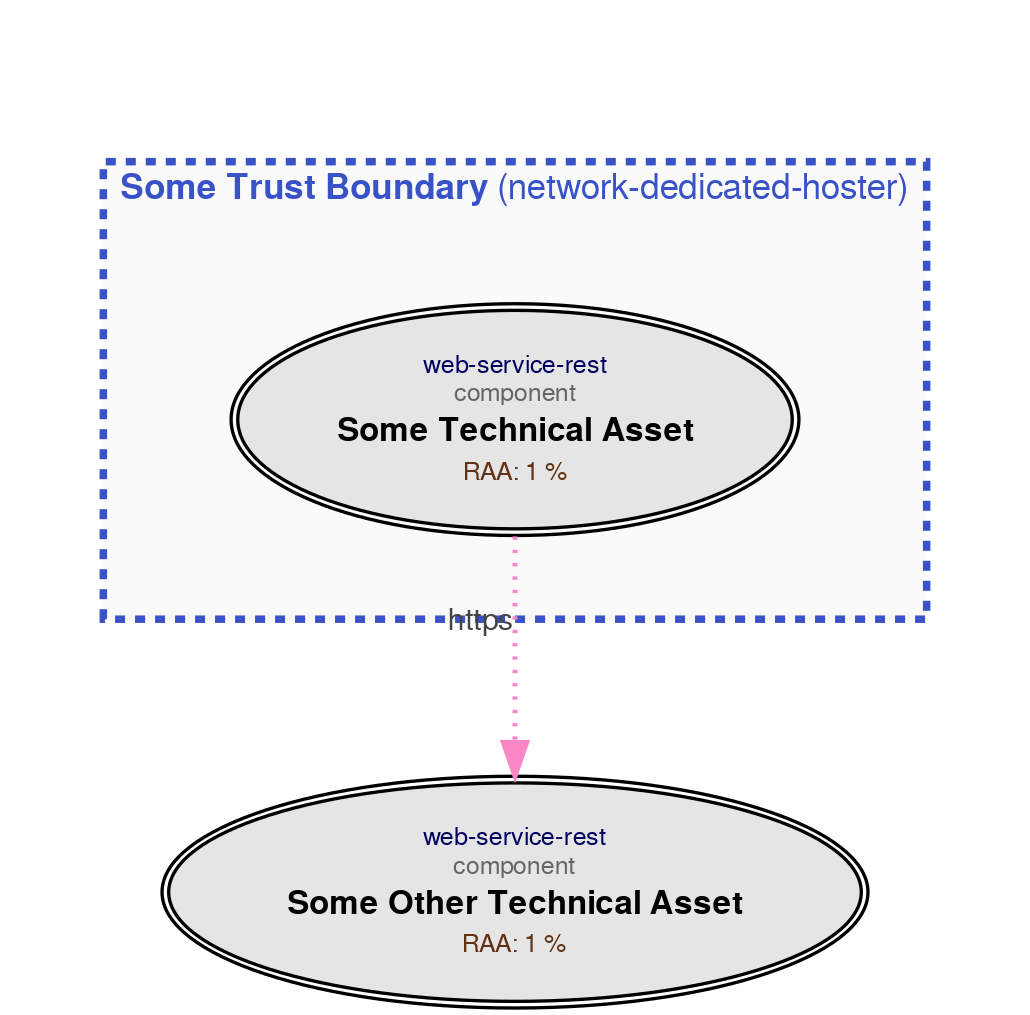 Some Trust Boundary (network-dedicated-hoster)
web-service-rest
component
Some Technical Asset
RAA: 1 %
https
web-service-rest
component
Some Other Technical Asset
RAA: 1 %